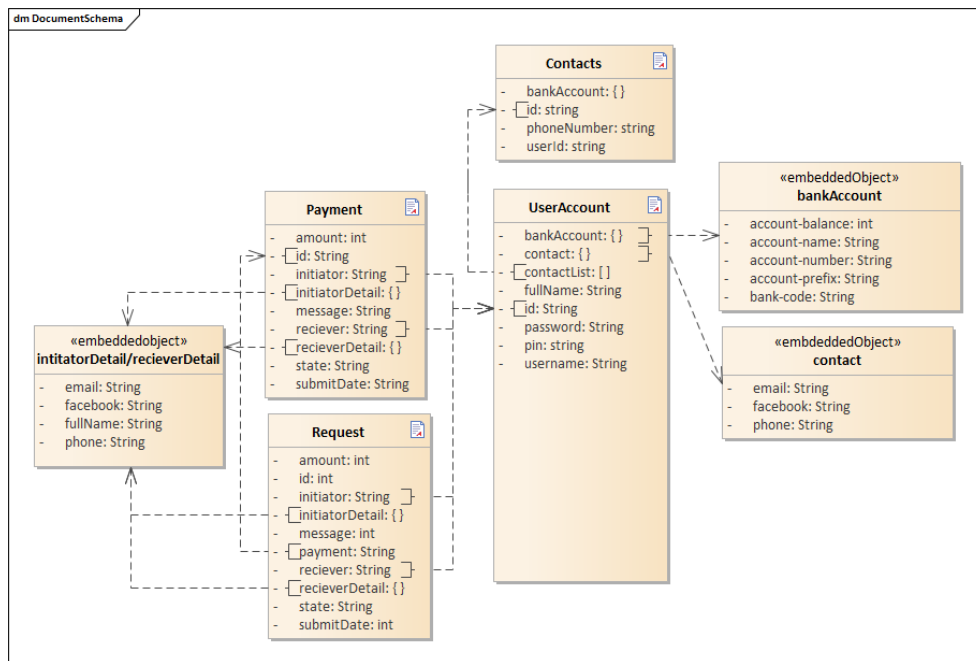 dm DocumentSchema
Contacts
- bankAccount: { }
- id: string
- phoneNumber: string
- userId: string
Payment
- amount: int
- id: String
- initiator: String
- initiatorDetail: { }
- message: String
- reciever: String
- recieverDetail: { }
- state: String
- submitDate: String
UserAccount
- bankAccount: { }
- contact: { }
- contactList: [ ]
- fullName: String
- id: String
- password: String
- pin: string
- username: String
«embeddedObject»
bankAccount
- account-balance: int
- account-name: String
- account-number: String
- account-prefix: String
- bank-code: String
«embeddedobject»
intitatorDetail/recieverDetail
- email: String
- facebook: String
- fullName: String
- phone: String
«embdeddedObject»
contact
- email: String
- facebook: String
- phone: String
Request
- amount: int
- id: int
- initiator: String
- initiatorDetail: { }
- message: int
- payment: String
- reciever: String
- recieverDetail: { }
- state: String
- submitDate: int